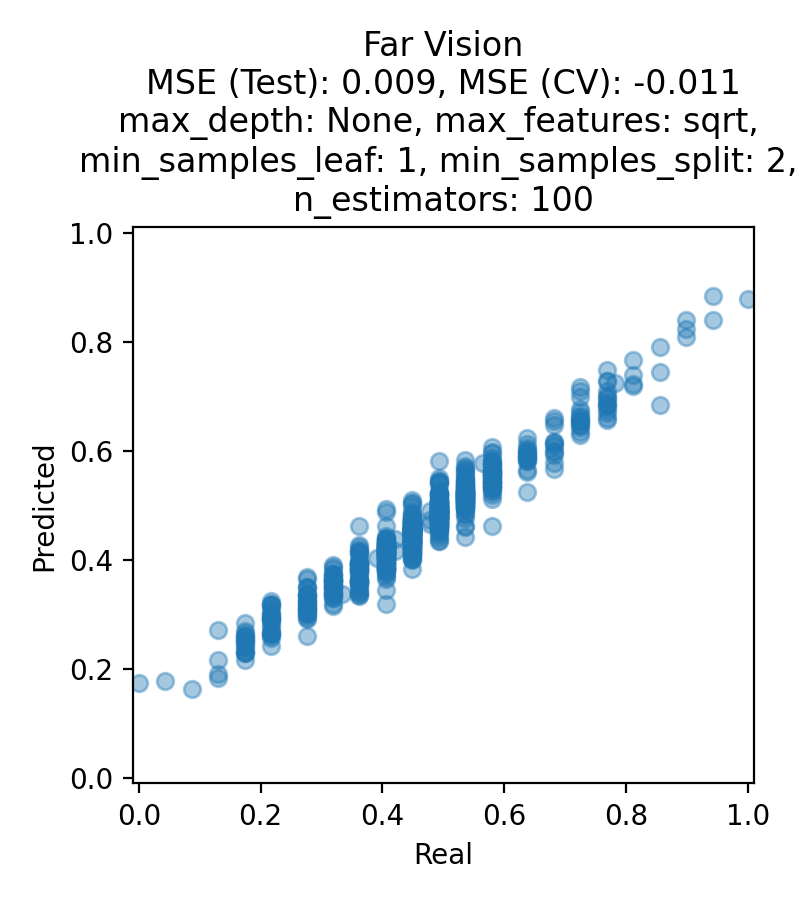 Far Vision
MSE (Test): 0.009, MSE (CV): -0.011
max_depth: None, max_features: sqrt,
min_samples_leaf: 1, min_samples_split: 2,
n_estimators: 100
1.0
0.8
0.6
0.4
0.2
0.0
Predicted
0.0 0.2 0.4 0.6 0.8 1.0
Real